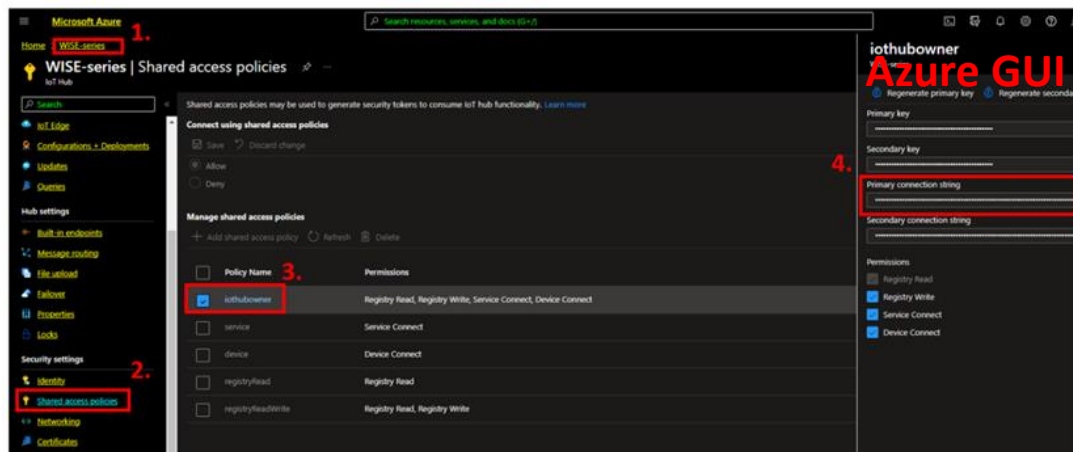 Microsoft Azure
Search resources, services, and docs (G+/)
1.
Home
WISE-series
WISE-series | Shared access policies
IoT Hub
Search
IoT Edge
Configurations + Deployments
Updates
Queries
Hub settings
Built-in endpoints
Message routing
File upload
Failover
Properties
Locks
Security settings
2.
Identity
Shared access policies
Networking
Certificates
Shared access policies may be used to generate security tokens to consume IoT hub functionality. Learn more
Connect using shared access policies
Save Discard change
Allow
Deny
Manage shared access policies
+ Add shared access policy Refresh Delete
Policy Name 3. Permissions
iothubowner Registry Read, Registry Write, Service Connect, Device Connect
service Service Connect
device Device Connect
registryRead Registry Read
registryReadWrite Registry Read, Registry Write
iothubowner
Azure GUI
Regenerate primary key Regenerate seconda
Primary key
Secondary key
4.
Primary connection string
Secondary connection string
Permissions
Registry Read
Registry Write
Service Connect
Device Connect